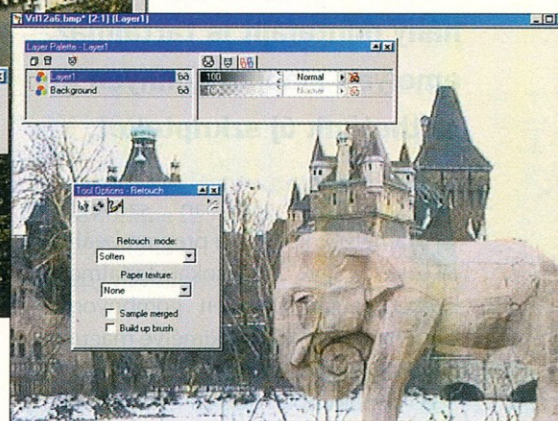 Vil12a6.bmp* [2:1] (Layer1)
Layer Palette - Layer1
Layer1
100
Normal
Background
Tool Options - Retouch
Retouch mode:
Soften
Paper texture:
None
Sample merged
Build up brush